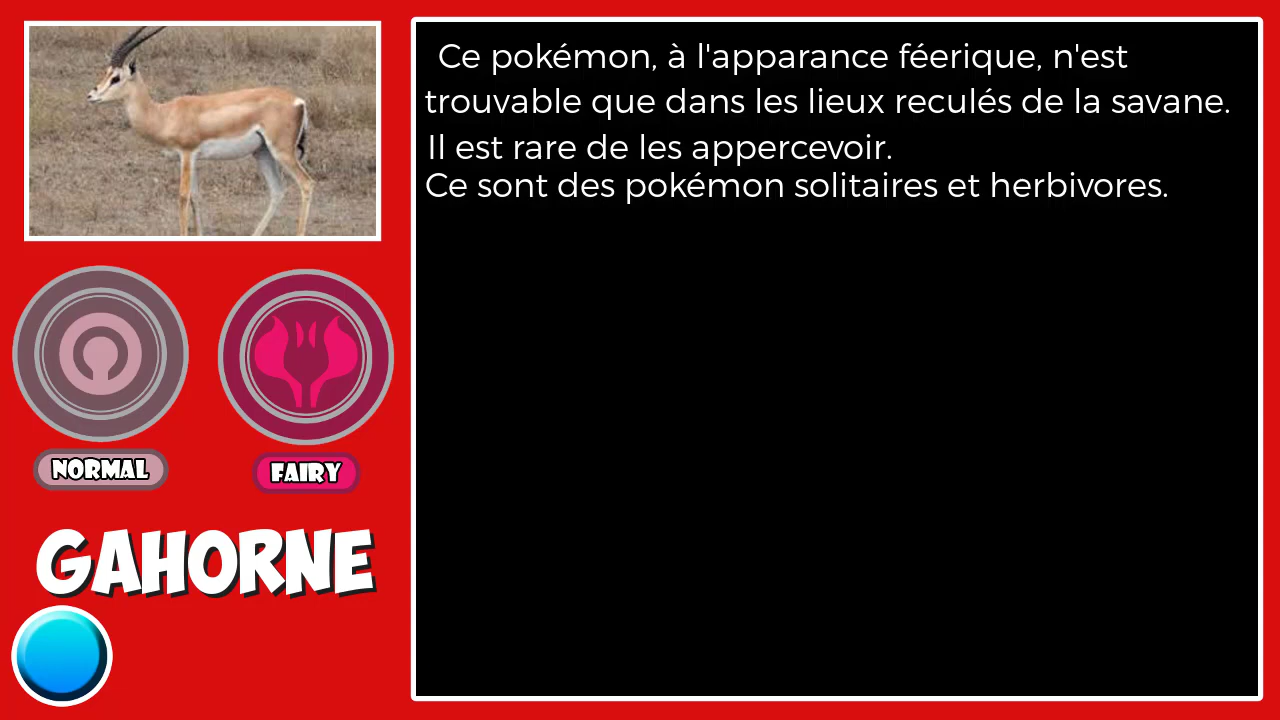 Ce pokémon, à l'apparance féerique, n'est
trouvable que dans les lieux reculés de la savane.
Il est rare de les appercevoir.
Ce sont des pokémon solitaires et herbivores.
NORMAL
FAIRY
GAHORNE